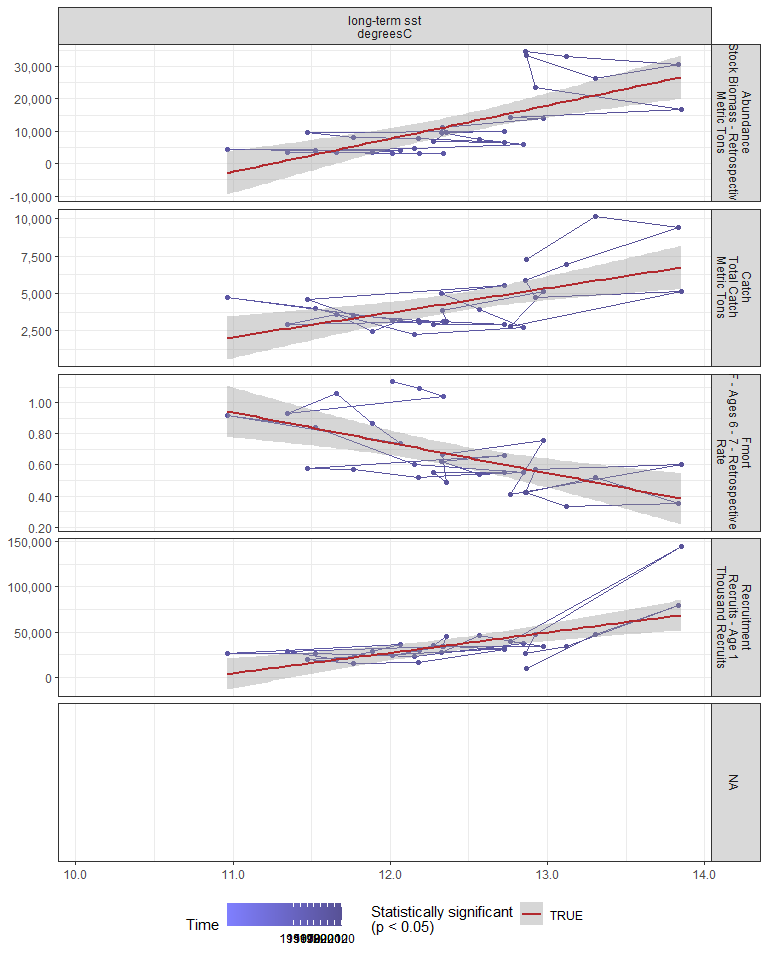 long-term sst
degreesC
30,000
20,000
10,000
0
-10,000
Abundance
Stock Biomass - Retrospectiv
Metric Tons
10,000
7,500
5,000
2,500
Catch
Total Catch
Metric Tons
1.00
0.80
0.60
0.40
0.20
Fmort
F - Ages 6 - 7 - Retrospective
Rate
150,000
100,000
50,000
0
Recruitment
Recruits - Age 1
Thousand Recruits
NA
10.0 11.0 12.0 13.0 14.0
Time
Statistically significant
(p < 0.05)
TRUE